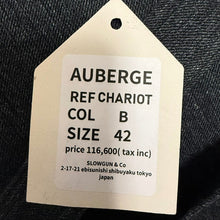 AUBERGE
REF CHARIOT
COL B
SIZE 42
price 116,600( tax inc)
SLOWGUN & Co
2-17-21 ebisunishi shibuyaku tokyo
japan